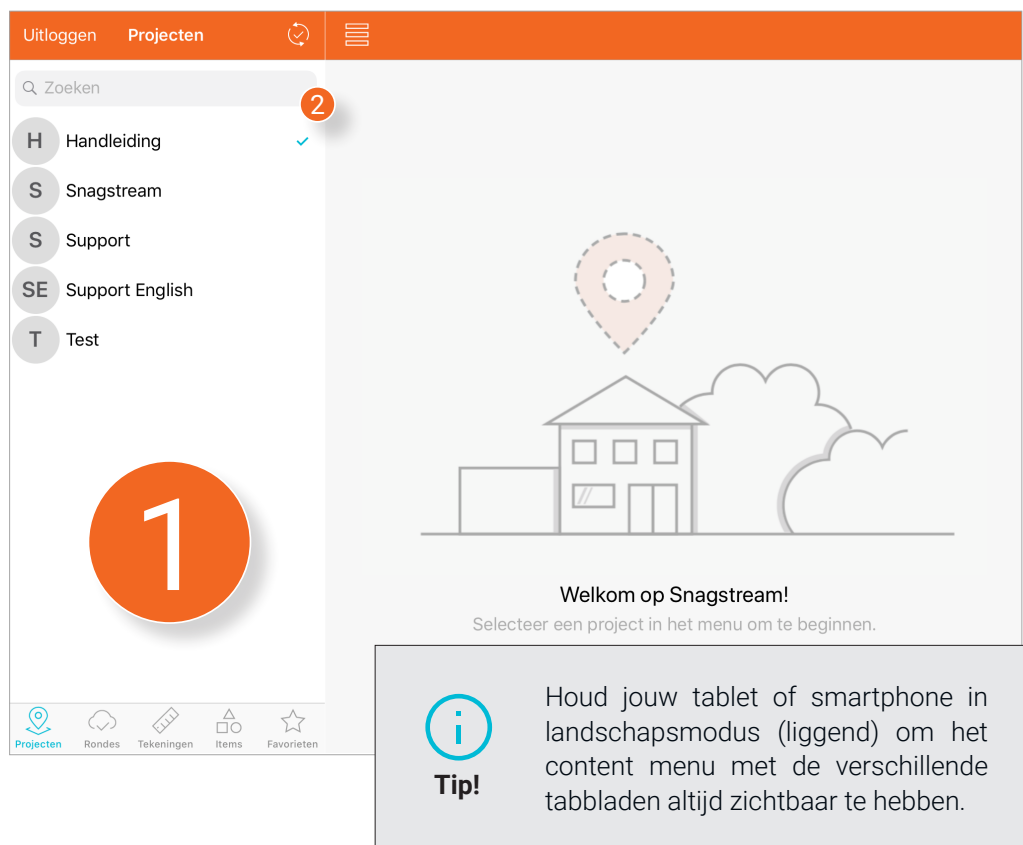 Uitloggen Projecten
Zoeken
2
H Handleiding
S Snagstream
S Support
SE Support English
T Test
1
Welkom op Snagstream!
Selecteer een project in het menu om te beginnen.
Projecten Rondes Tekeningen Items Favorieten
i
Tip!
Houd jouw tablet of smartphone in
landschapsmodus (liggend) om het
content menu met de verschillende
tabbladen altijd zichtbaar te hebben.